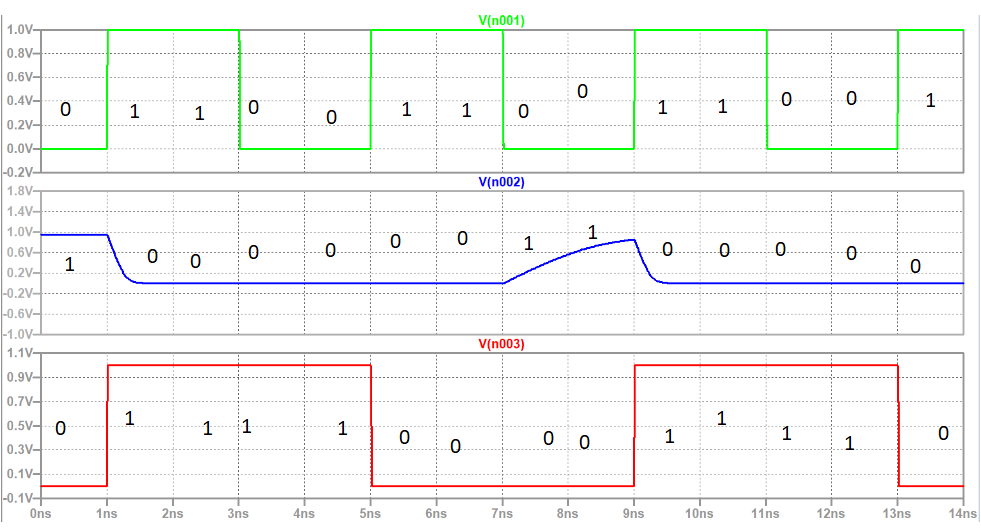 V(n001)
1.0V
0.8V
0.6V
0.4V
0.2V
0.0V
-0.2V
0 1 1 0 0 1 1 0 0 1 1 0 0 1
V(n002)
1.8V
1.4V
1.0V
0.6V
0.2V
-0.2V
-0.6V
-1.0V
1 0 0 0 0 0 0 1 1 0 0 0 0 0
V(n003)
1.1V
0.9V
0.7V
0.5V
0.3V
0.1V
-0.1V
0 1 1 1 1 0 0 0 0 1 1 1 1 0
0ns 1ns 2ns 3ns 4ns 5ns 6ns 7ns 8ns 9ns 10ns 11ns 12ns 13ns 14ns